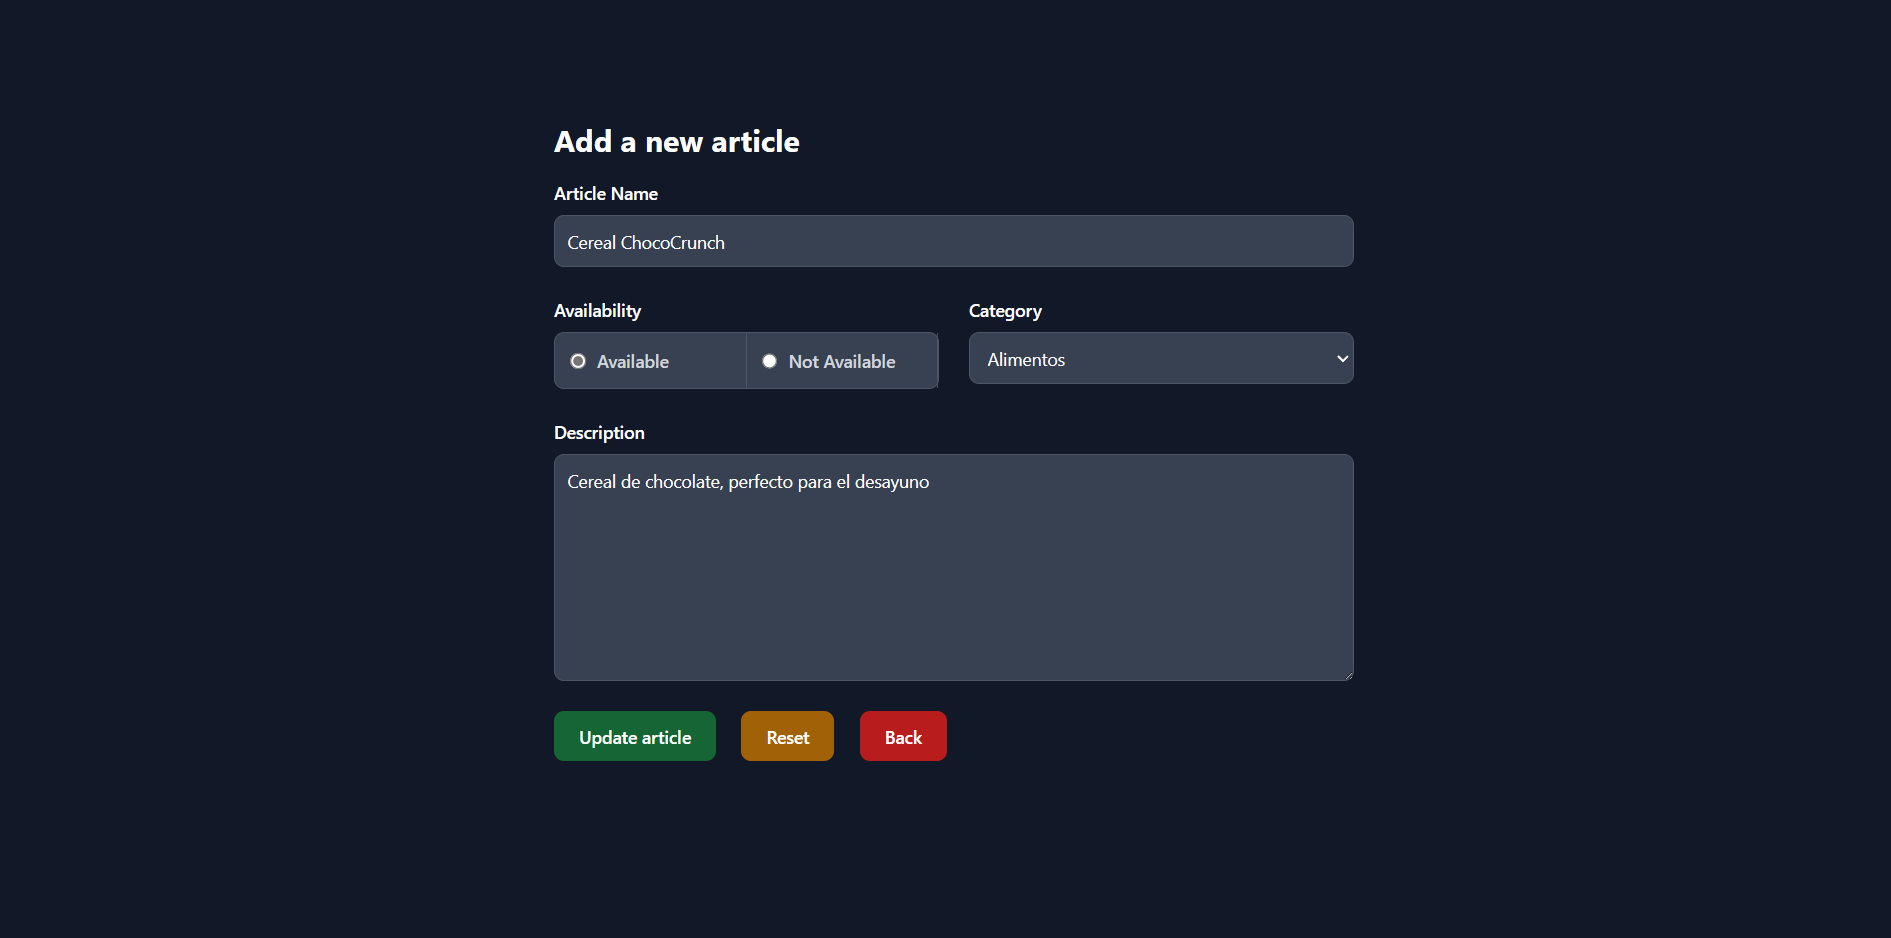 Add a new article
Article Name
Cereal ChocoCrunch
Availability
Category
Available
Not Available
Alimentos
Description
Cereal de chocolate, perfecto para el desayuno
Update article
Reset
Back